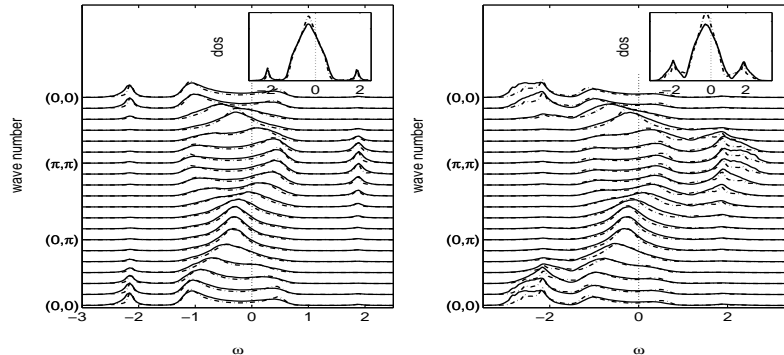 dos
−2 0 2
wave number
(0,0)
(π,π)
(0,π)
(0,0)
−3 −2 −1 0 1 2
ω
dos
−2 0 2
wave number
(0,0)
(π,π)
(0,π)
(0,0)
−2 0 2
ω